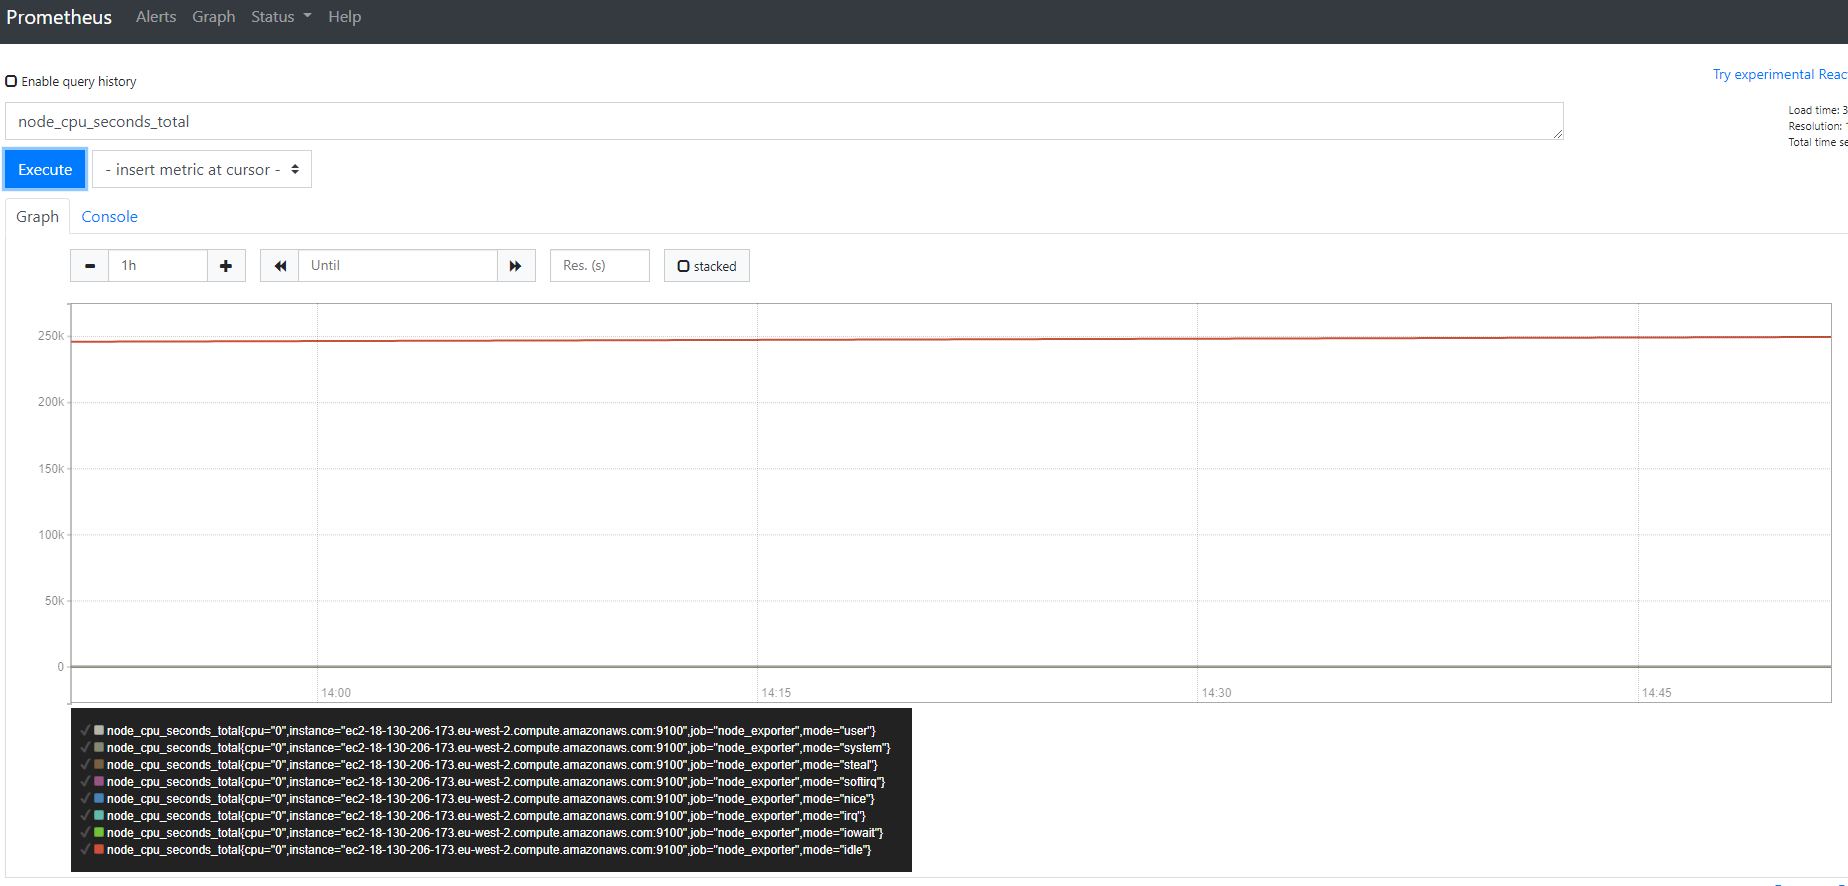 Prometheus Alerts Graph Status Help
Enable query history
Try experimental Reac
node_cpu_seconds_total
Load time: 3
Resolution:
Total time se
Execute
- insert metric at cursor -
Graph Console
1h
Until
Res. (s)
stacked
250k
200k
150k
100k
50k
0
14:00 14:15 14:30 14:45
node_cpu_seconds_total{cpu="0",instance="ec2-18-130-206-173.eu-west-2.compute.amazonaws.com:9100",job="node_exporter",mode="user"}
node_cpu_seconds_total{cpu="0",instance="ec2-18-130-206-173.eu-west-2.compute.amazonaws.com:9100",job="node_exporter",mode="system"}
node_cpu_seconds_total{cpu="0",instance="ec2-18-130-206-173.eu-west-2.compute.amazonaws.com:9100",job="node_exporter",mode="steal"}
node_cpu_seconds_total{cpu="0",instance="ec2-18-130-206-173.eu-west-2.compute.amazonaws.com:9100",job="node_exporter",mode="softirq"}
node_cpu_seconds_total{cpu="0",instance="ec2-18-130-206-173.eu-west-2.compute.amazonaws.com:9100",job="node_exporter",mode="nice"}
node_cpu_seconds_total{cpu="0",instance="ec2-18-130-206-173.eu-west-2.compute.amazonaws.com:9100",job="node_exporter",mode="irq"}
node_cpu_seconds_total{cpu="0",instance="ec2-18-130-206-173.eu-west-2.compute.amazonaws.com:9100",job="node_exporter",mode="iowait"}
node_cpu_seconds_total{cpu="0",instance="ec2-18-130-206-173.eu-west-2.compute.amazonaws.com:9100",job="node_exporter",mode="idle"}